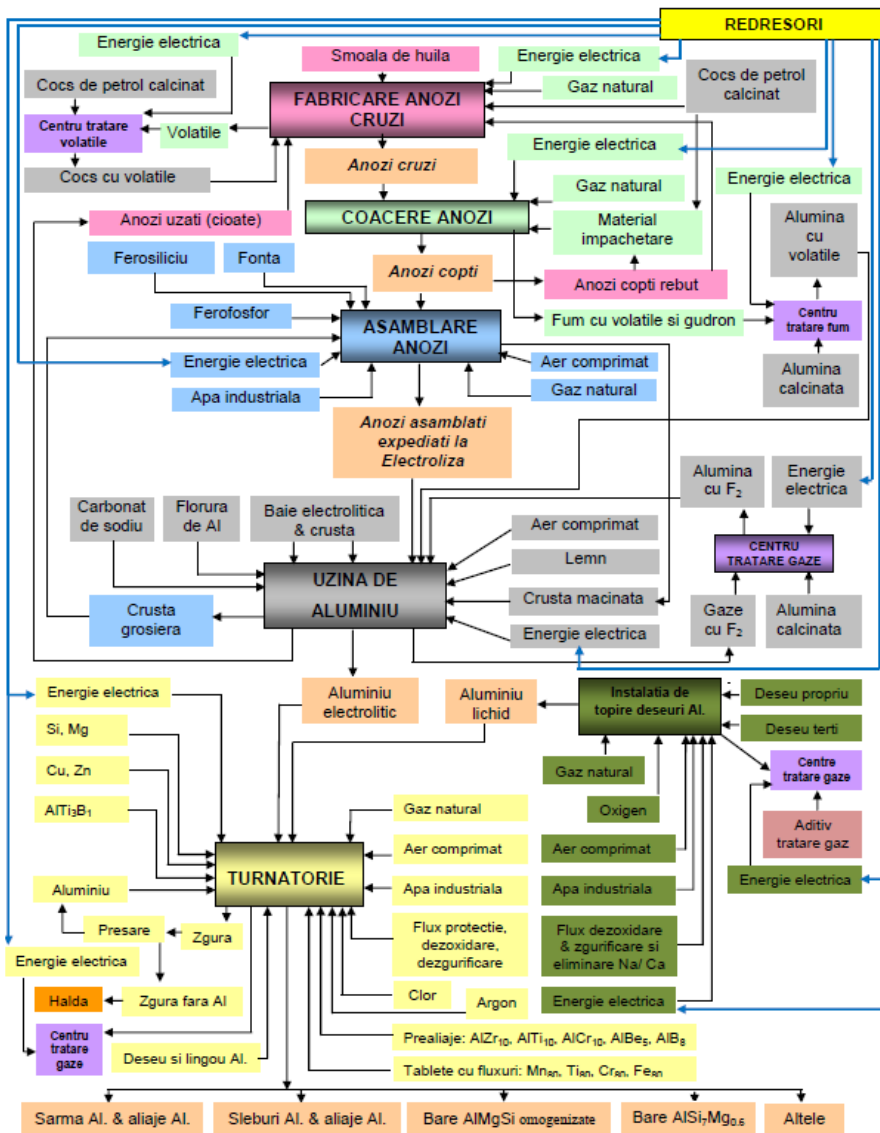 REDRESORI
Energie electrica
Smoala de huila
Energie electrica
Cocs de petrol calcinat
FABRICARE ANOZI
CRUZI
Gaz natural
Cocs de petrol
calcinat
Centru tratare
volatile
Volatile
Energie electrica
Cocs cu volatile
Anozi cruzi
Energie electrica
Gaz natural
Anozi uzati (cioate)
COACERE ANOZI
Material
impachetare
Alumina
cu
volatile
Ferosiliciu
Fonta
Anozi copti
Anozi copti rebut
Ferofosfor
ASAMBLARE
ANOZI
Fum cu volatile si gudron
Centru
tratare fum
Energie electrica
Aer comprimat
Apa industriala
Gaz natural
Alumina
calcinata
Anozi asamblati
expediati la
Electroliza
Carbonat
de sodiu
Florura
de Al
Baie electrolitica
& crusta
Aer comprimat
Alumina
cu F2
Energie
electrica
UZINA DE
ALUMINIU
Lemn
CENTRU
TRATARE GAZE
Crusta
grosiera
Crusta macinata
Energie electrica
Gaze
cu F2
Alumina
calcinata
Energie electrica
Aluminiu
electrolitic
Aluminiu
lichid
Instalatia de
topire deseuri Al.
Deseu propriu
Deseu terti
Si, Mg
Cu, Zn
AlTi3B1
Gaz natural
Oxigen
Centre
tratare gaze
Gaz natural
Aditiv
tratare gaz
TURNATORIE
Aer comprimat
Aer comprimat
Energie electrica
Aluminiu
Apa industriala
Apa industriala
Presare
Zgura
Flux protectie,
dezoxidare,
dezgurificare
Flux dezoxidare
& zgurificare si
eliminare Na/ Ca
Energie electrica
Halda
Zgura fara Al
Clor
Argon
Energie electrica
Centru
tratare
gaze
Deseu si lingou Al.
Prealiaje: AlZr10, AlTi10, AlCr10, AlBe5, AlB8
Tablete cu fluxuri: Mn80, Ti80, Cr80, Fe80
Sarma Al. & aliaje Al.
Sleburi Al. & aliaje Al.
Bare AlMgSi omogenizate
Bare AlSi7Mg0.6
Altele